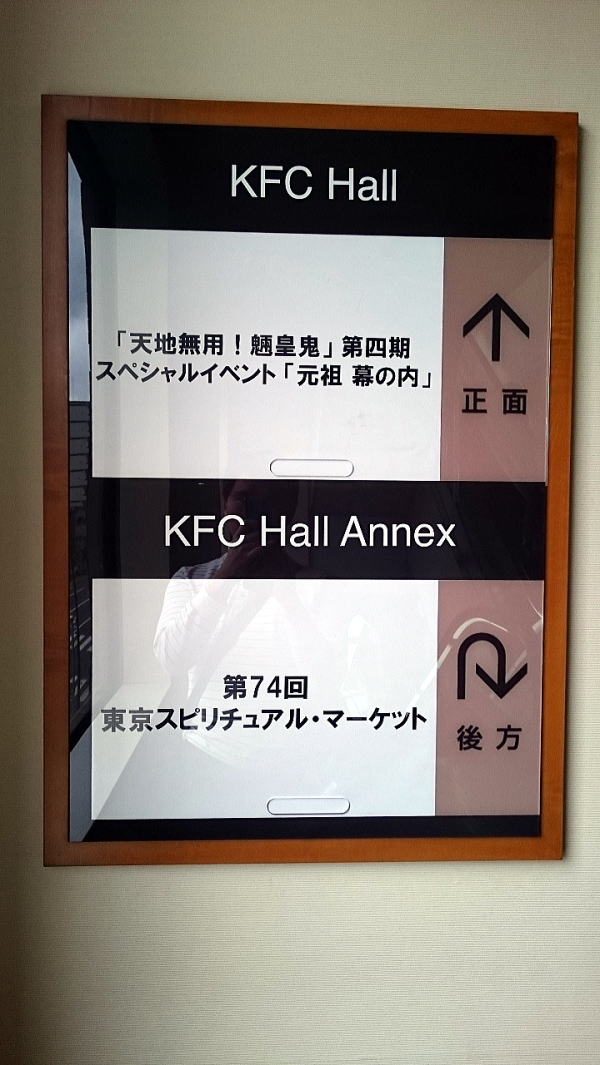 KFC Hall
「天地無用！魎皇鬼」第四期
スペシャルイベント「元祖 幕の内」
正面
KFC Hall Annex
第74回
東京スピリチュアル・マーケット
後方